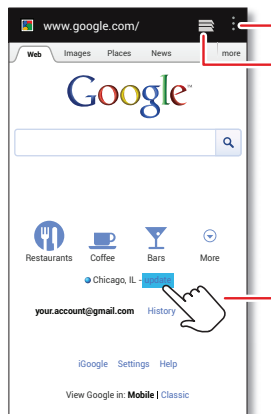 www.google.com/
Web Images Places News more
Google
Restaurants Coffee Bars More
Chicago, IL - update
your.account@gmail.com History
iGoogle Settings Help
View Google in: Mobile | Classic